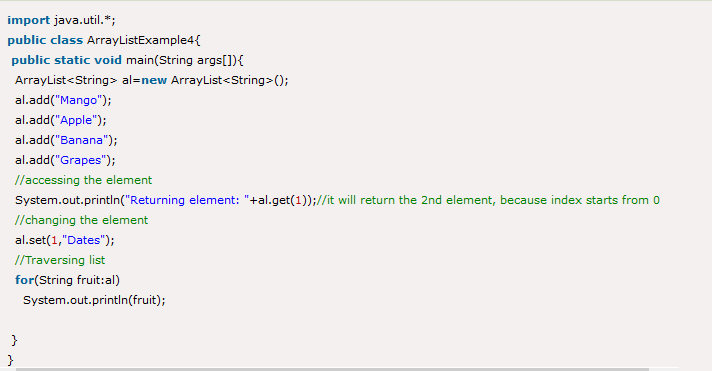 import java.util.*;
public class ArrayListExample4{
public static void main(String args[]){
ArrayList<String> al=new ArrayList<String>();
al.add("Mango");
al.add("Apple");
al.add("Banana");
al.add("Grapes");
//accessing the element
System.out.println("Returning element: "+al.get(1));//it will return the 2nd element, because index starts from 0
//changing the element
al.set(1,"Dates");
//Traversing list
for(String fruit:al)
System.out.println(fruit);
}
}